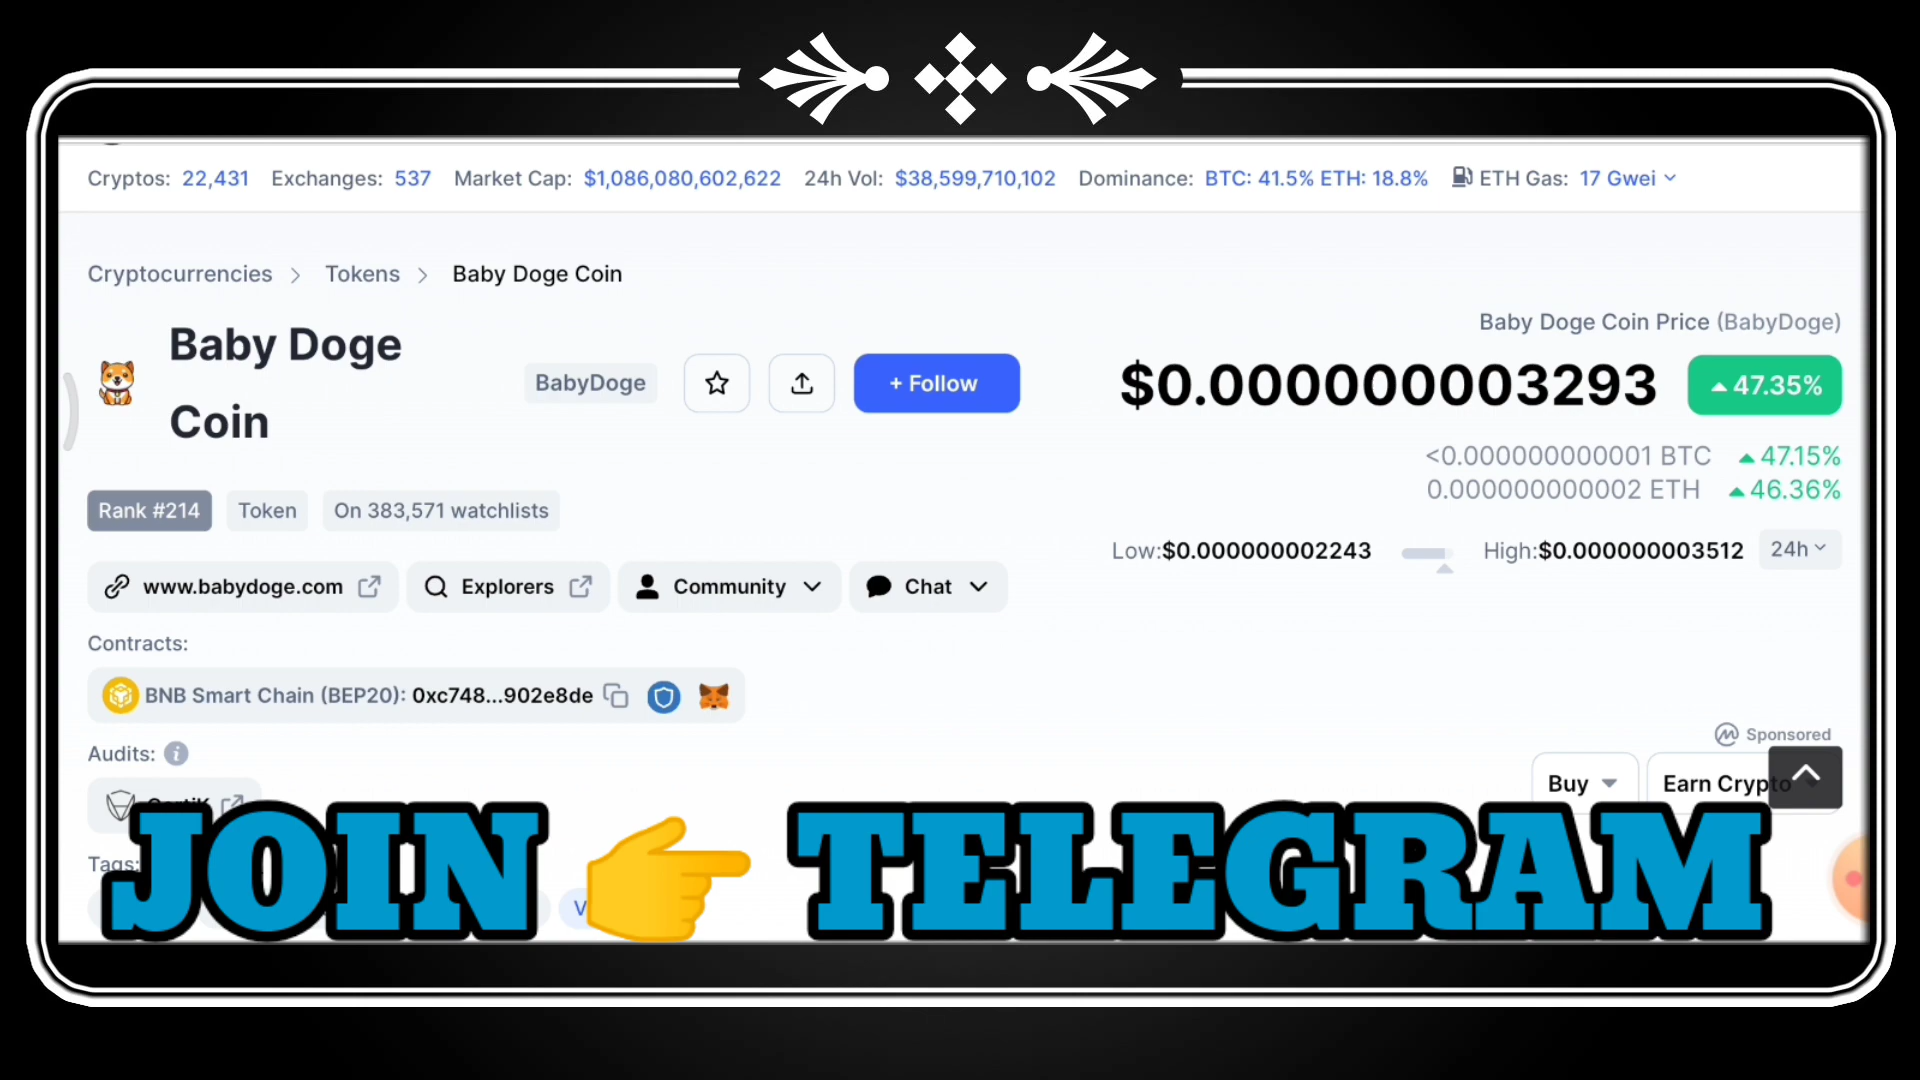 Cryptos: 22,431 Exchanges: 537 Market Cap: $1,086,080,602,622 24h Vol: $38,599,710,102 Dominance: BTC: 41.5% ETH: 18.8% ETH Gas: 17 Gwei
Cryptocurrencies > Tokens > Baby Doge Coin
Baby Doge
Coin
BabyDoge
+ Follow
Rank #214 Token On 383,571 watchlists
www.babydoge.com Explorers Community Chat
Contracts:
BNB Smart Chain (BEP20): 0xc748...902e8de
Audits:
CertiK
Tags:
Baby Doge Coin Price (BabyDoge)
$0.000000003293 47.35%
<0.000000000001 BTC 47.15%
0.000000000002 ETH 46.36%
Low:$0.000000002243 High:$0.000000003512 24h
Sponsored
Buy Earn Crypto
JOIN 👉 TELEGRAM